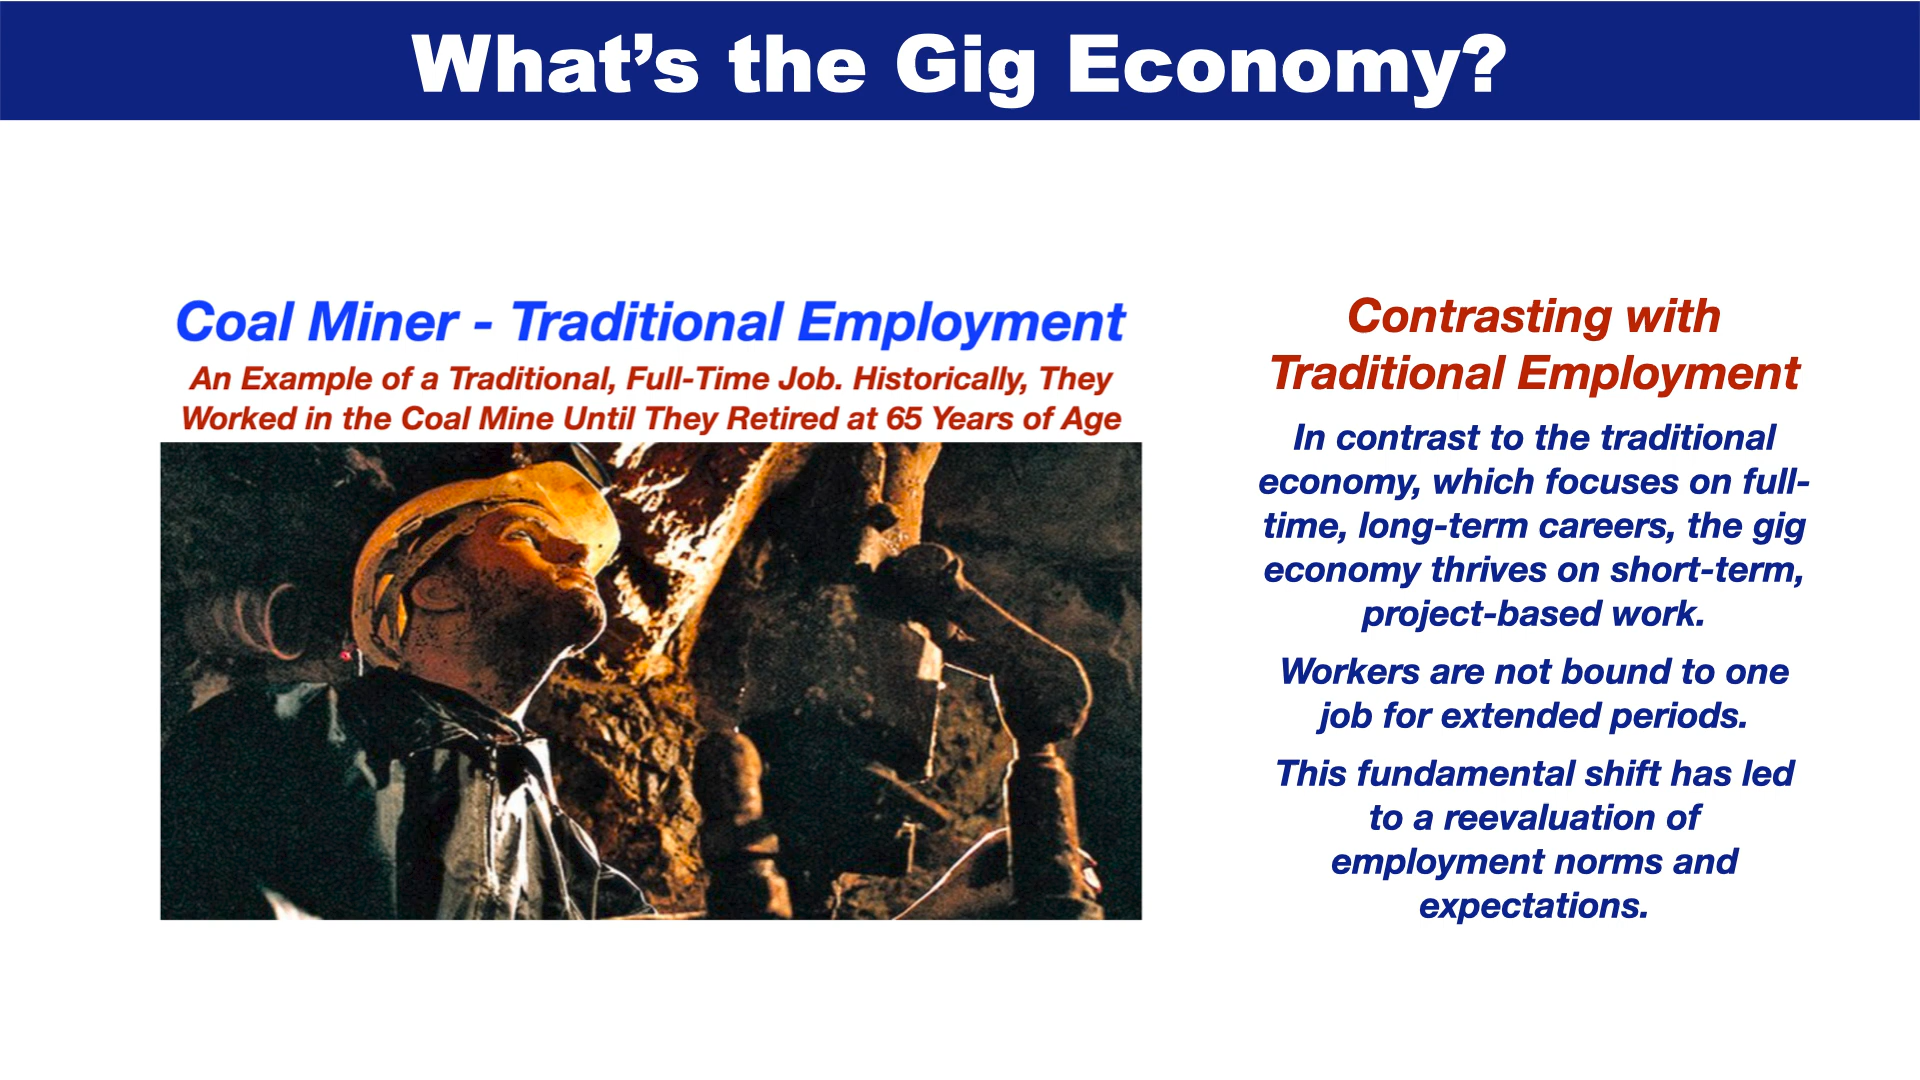 What’s the Gig Economy?
Coal Miner - Traditional Employment
An Example of a Traditional, Full-Time Job. Historically, They
Worked in the Coal Mine Until They Retired at 65 Years of Age
Contrasting with
Traditional Employment
In contrast to the traditional
economy, which focuses on full-
time, long-term careers, the gig
economy thrives on short-term,
project-based work.
Workers are not bound to one
job for extended periods.
This fundamental shift has led
to a reevaluation of
employment norms and
expectations.